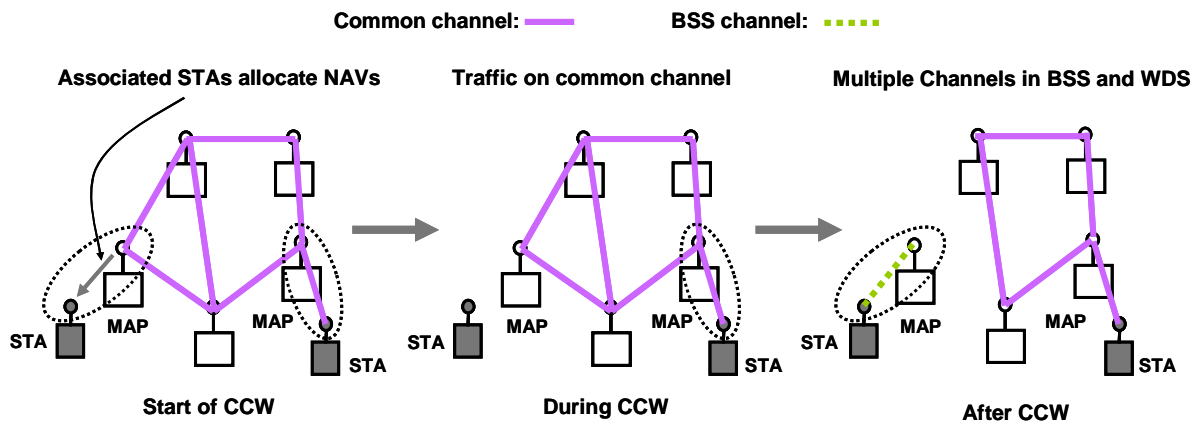 Common channel:
BSS channel:
Associated STAs allocate NAVs
Traffic on common channel
Multiple Channels in BSS and WDS
STA
MAP
MAP
STA
Start of CCW
STA
MAP
MAP
STA
During CCW
STA
MAP
MAP
STA
After CCW